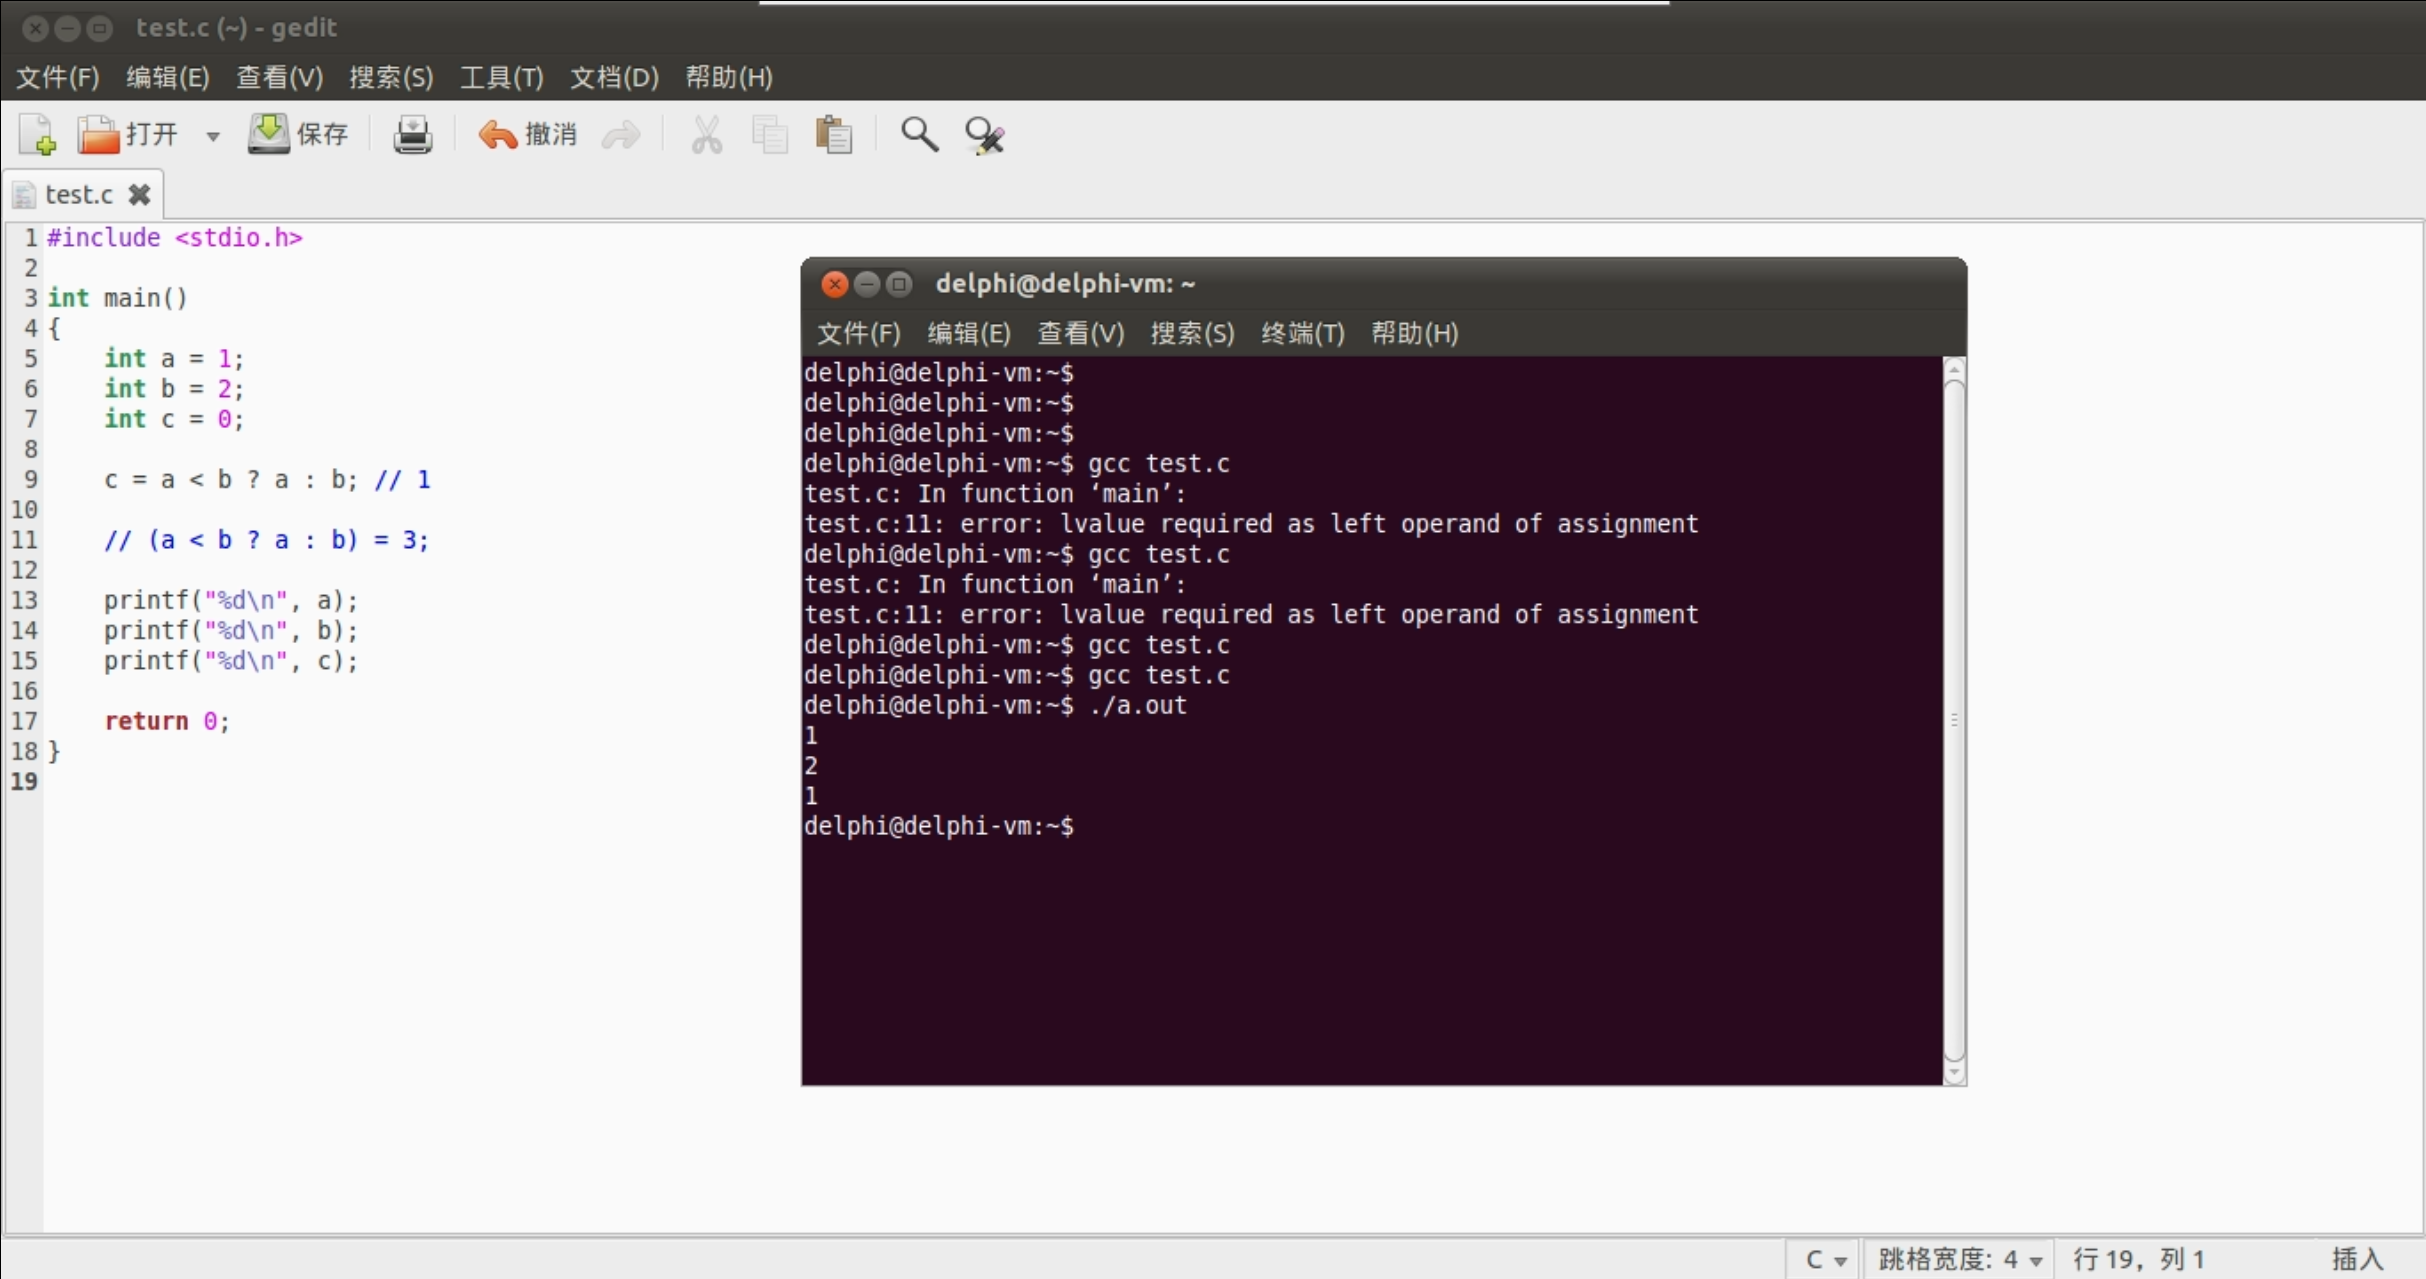 test.c (~) - gedit
文件(F) 编辑(E) 查看(V) 搜索(S) 工具(T) 文档(D) 帮助(H)
打开 保存 撤消
test.c
1 #include <stdio.h>
2
3 int main()
4 {
5     int a = 1;
6     int b = 2;
7     int c = 0;
8
9     c = a < b ? a : b; // 1
10
11     // (a < b ? a : b) = 3;
12
13     printf("%d\n", a);
14     printf("%d\n", b);
15     printf("%d\n", c);
16
17     return 0;
18 }
19
delphi@delphi-vm: ~
文件(F) 编辑(E) 查看(V) 搜索(S) 终端(T) 帮助(H)
delphi@delphi-vm:~$
delphi@delphi-vm:~$
delphi@delphi-vm:~$
delphi@delphi-vm:~$ gcc test.c
test.c: In function ‘main’:
test.c:11: error: lvalue required as left operand of assignment
delphi@delphi-vm:~$ gcc test.c
test.c: In function ‘main’:
test.c:11: error: lvalue required as left operand of assignment
delphi@delphi-vm:~$ gcc test.c
delphi@delphi-vm:~$ gcc test.c
delphi@delphi-vm:~$ ./a.out
1
2
1
delphi@delphi-vm:~$
C 跳格宽度: 4 行 19，列 1 插入